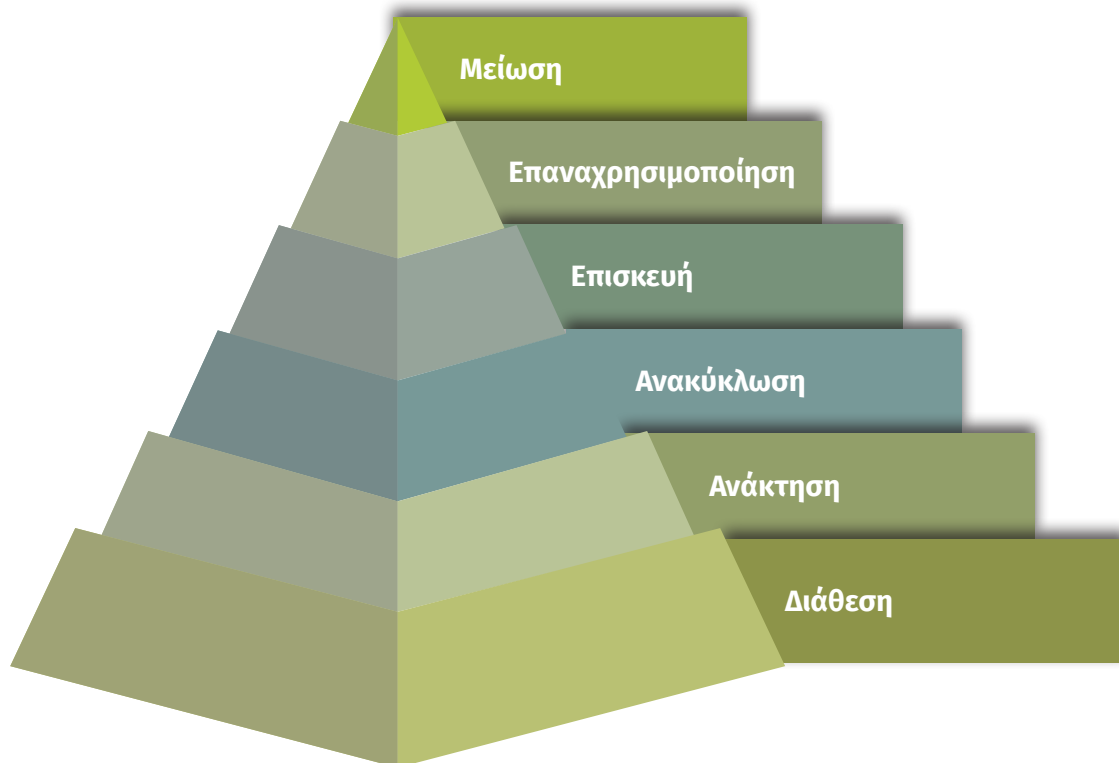 Μείωση
Επαναχρησιμοποίηση
Επισκευή
Ανακύκλωση
Ανάκτηση
Διάθεση